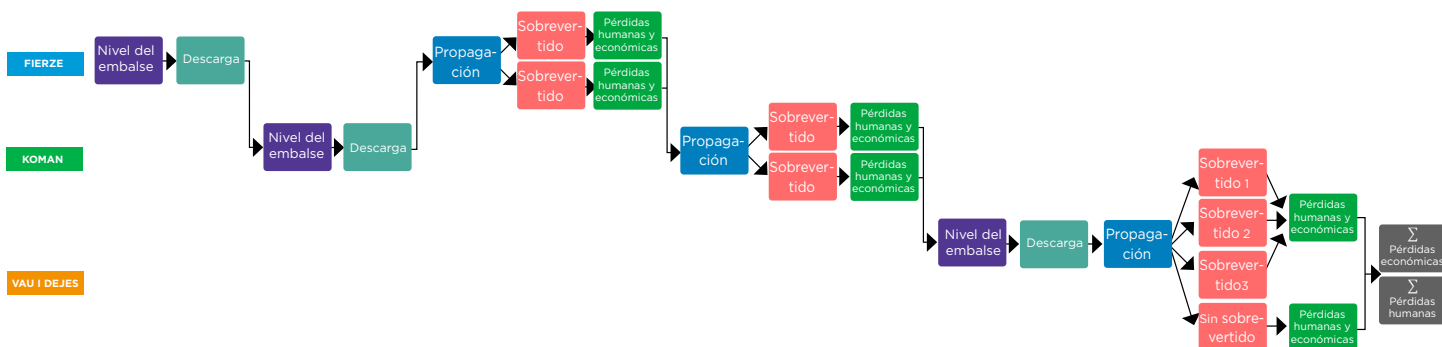 FIERZE
Nivel del
embalse
Descarga
Propaga-
ción
Sobrever-
tido
Pérdidas
humanas y
económicas
Sobrever-
tido
Pérdidas
humanas y
económicas
KOMAN
Nivel del
embalse
Descarga
Propaga-
ción
Sobrever-
tido
Pérdidas
humanas y
económicas
Sobrever-
tido
Pérdidas
humanas y
económicas
VAU I DEJES
Nivel del
embalse
Descarga
Propaga-
ción
Sobrever-
tido 1
Sobrever-
tido 2
Sobrever-
tido3
Sin sobre-
vertido
Pérdidas
humanas y
económicas
Pérdidas
humanas y
económicas
∑
Pérdidas
económicas
∑
Pérdidas
humanas